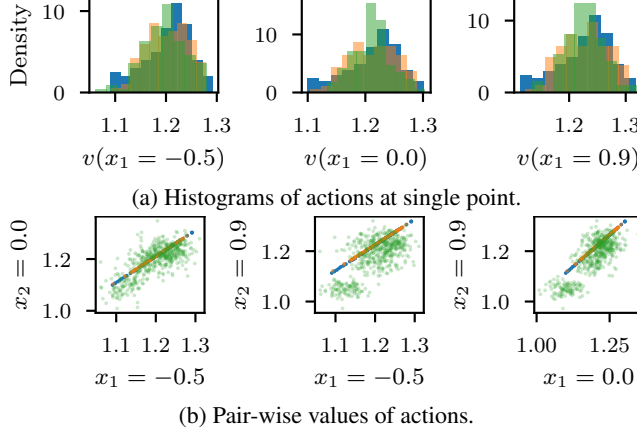 Density
10
0
10
0
10
0
1.1 1.2 1.3
1.1 1.2 1.3
1.2 1.3
v(x₁ = −0.5)
v(x₁ = 0.0)
v(x₁ = 0.9)
(a) Histograms of actions at single point.
x₂ = 0.0
1.2
1.0
x₂ = 0.9
1.2
1.0
x₂ = 0.9
1.2
1.0
1.1 1.2 1.3
1.1 1.2 1.3
1.00 1.25
x₁ = −0.5
x₁ = −0.5
x₁ = 0.0
(b) Pair-wise values of actions.